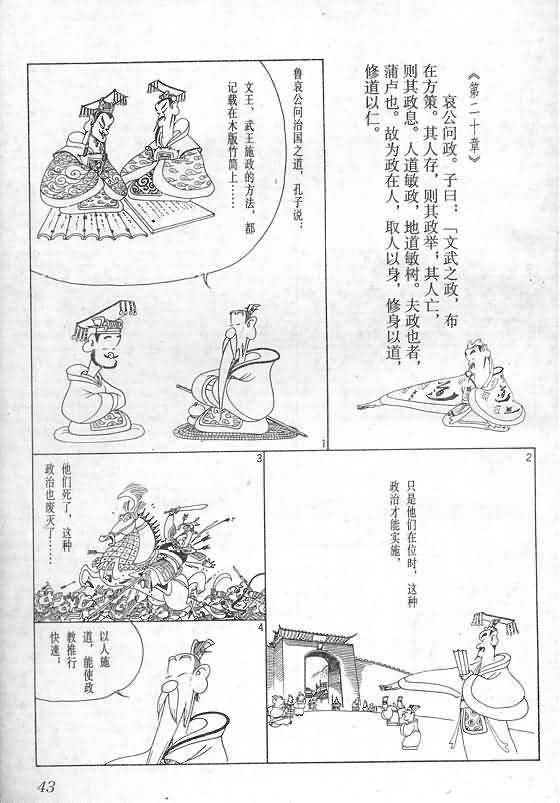 《第二十章》
哀公问政。子曰：「文武之政，布
在方策。其人存，则其政举；其人亡，
则其政息。人道敏政，地道敏树。夫政也者，
蒲卢也。故为政在人，取人以身，修身以道，
修道以仁。
鲁哀公问治国之道，孔子说：
文王、武王施政的方法，都
记载在木版竹简上……
1
2
只是他们在位时，这种
政治才能实施，
3
他们死了，这种
政治也废灭了……
4
以人施
道，能使政
教推行
快速；
43